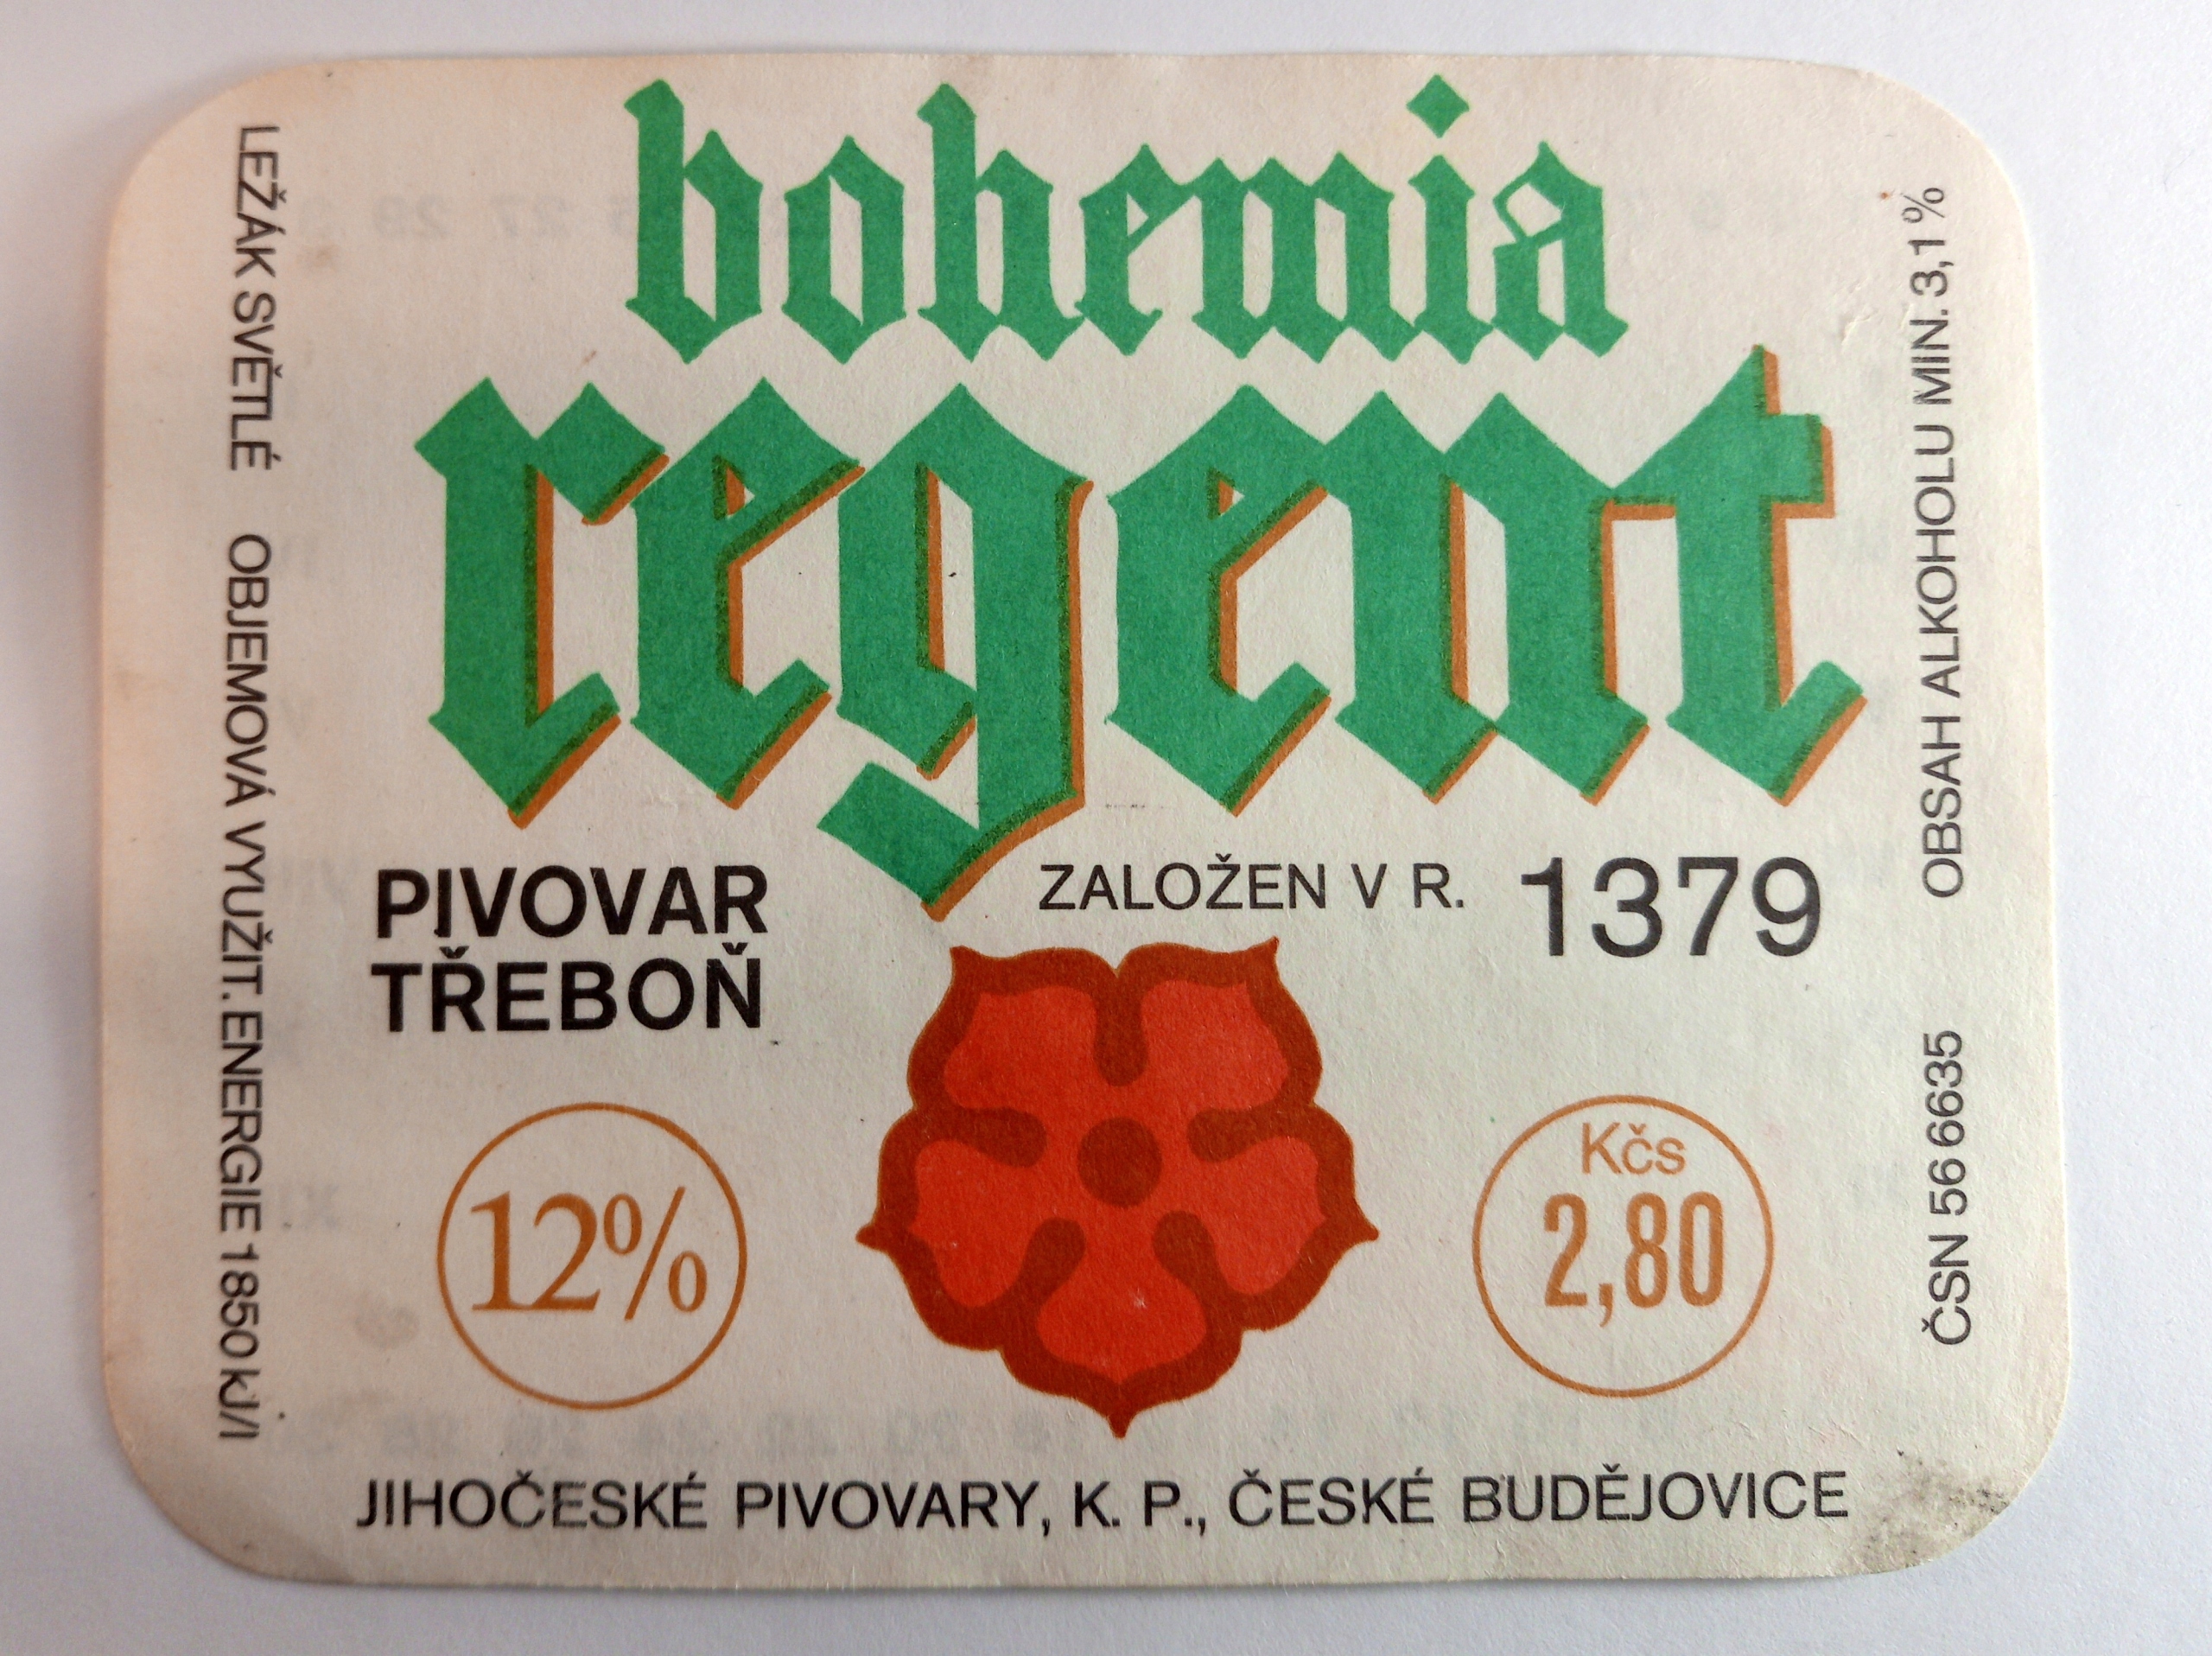 bohemia
regent
PIVOVAR
TŘEBOŇ
ZALOŽEN V R. 1379
12%
Kčs
2,80
JIHOČESKÉ PIVOVARY, K. P., ČESKÉ BUDĚJOVICE
LEŽÁK SVĚTLÉ OBJEMOVÁ VYUŽIT. ENERGIE 1850 kJ/l
OBSAH ALKOHOLU MIN. 3,1 %
ČSN 56 6635